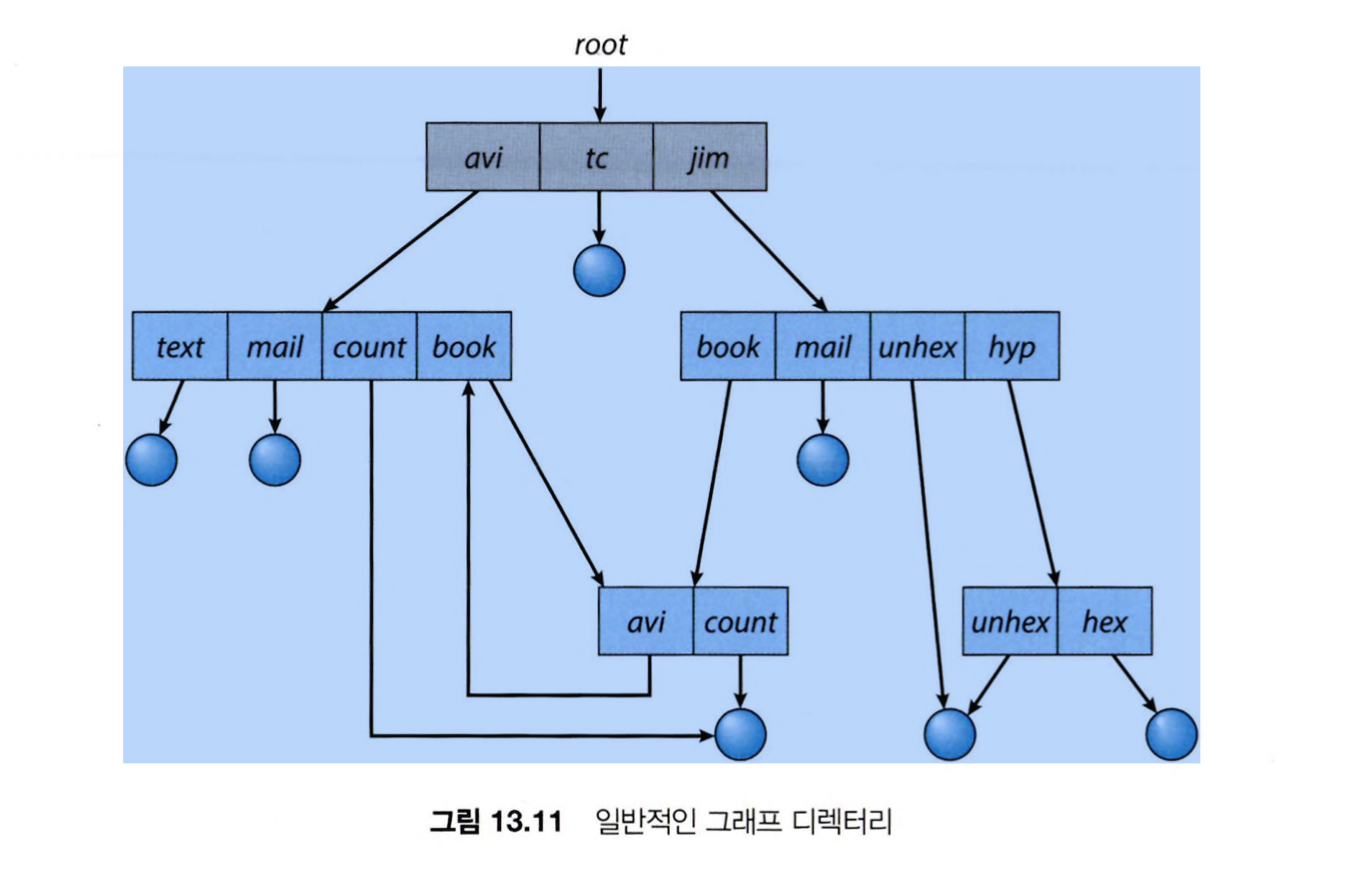 root
avi tc jim
text mail count book
book mail unhex hyp
avi count
unhex hex
그림 13.11 일반적인 그래프 디렉터리